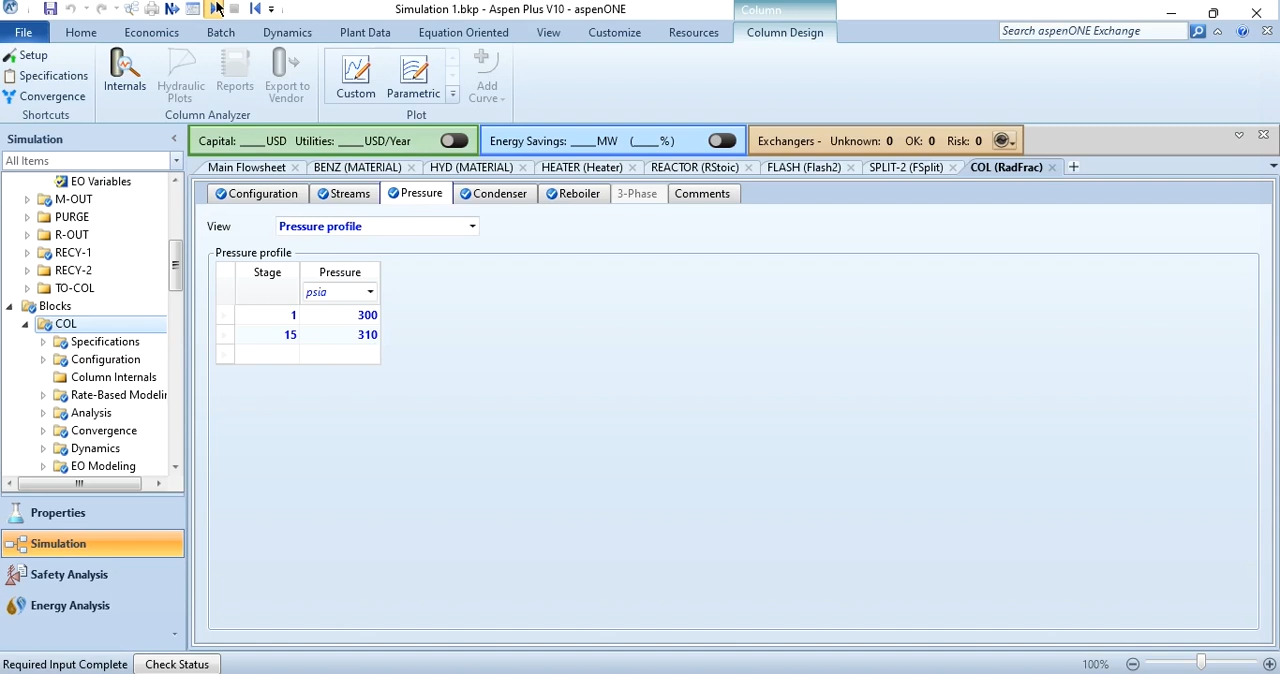 Simulation 1.bkp - Aspen Plus V10 - aspenONE
Column
File Home Economics Batch Dynamics Plant Data Equation Oriented View Customize Resources Column Design
Search aspenONE Exchange
Setup
Specifications
Convergence
Shortcuts
Internals
Hydraulic Plots
Reports
Export to Vendor
Column Analyzer
Custom
Parametric
Add Curve
Plot
Simulation
All Items
Capital: ____USD Utilities: ____USD/Year
Energy Savings: ____MW (____%)
Exchangers - Unknown: 0 OK: 0 Risk: 0
Main Flowsheet BENZ (MATERIAL) HYD (MATERIAL) HEATER (Heater) REACTOR (RStoic) FLASH (Flash2) SPLIT-2 (FSplit) COL (RadFrac)
EO Variables
M-OUT
PURGE
R-OUT
RECY-1
RECY-2
TO-COL
Blocks
COL
Specifications
Configuration
Column Internals
Rate-Based Modelin
Analysis
Convergence
Dynamics
EO Modeling
Configuration Streams Pressure Condenser Reboiler 3-Phase Comments
View Pressure profile
Pressure profile
Stage Pressure
psia
1 300
15 310
Properties
Simulation
Safety Analysis
Energy Analysis
Required Input Complete Check Status
100%